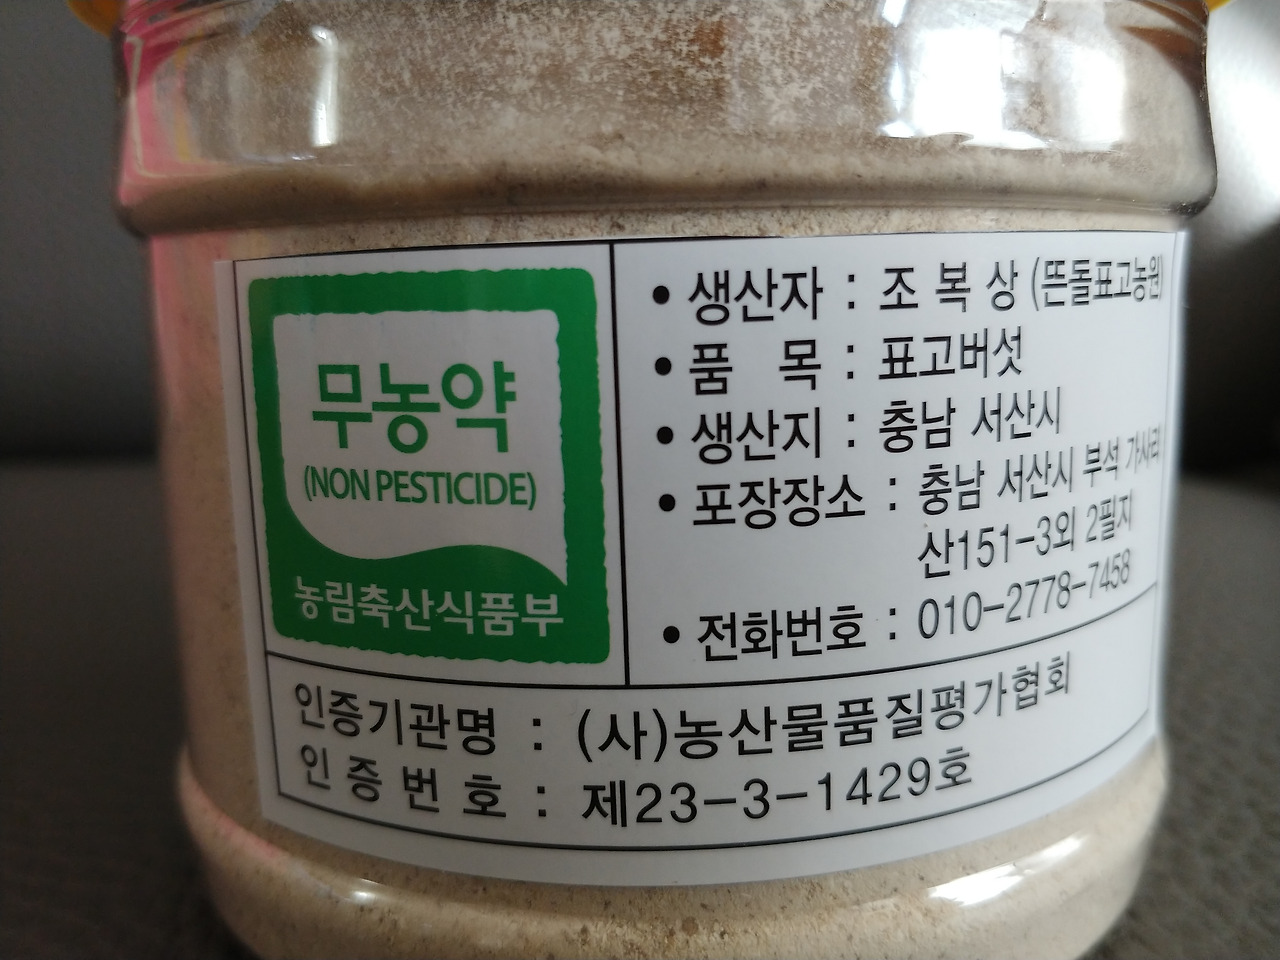 무농약
(NON PESTICIDE)
농림축산식품부
• 생산자 : 조 복 상 (뜬돌표고농원)
• 품 목 : 표고버섯
• 생산지 : 충남 서산시
• 포장장소 : 충남 서산시 부석 가사리
산151-3외 2필지
• 전화번호 : 010-2778-7458
인증기관명 : (사)농산물품질평가협회
인 증 번 호 : 제23-3-1429호